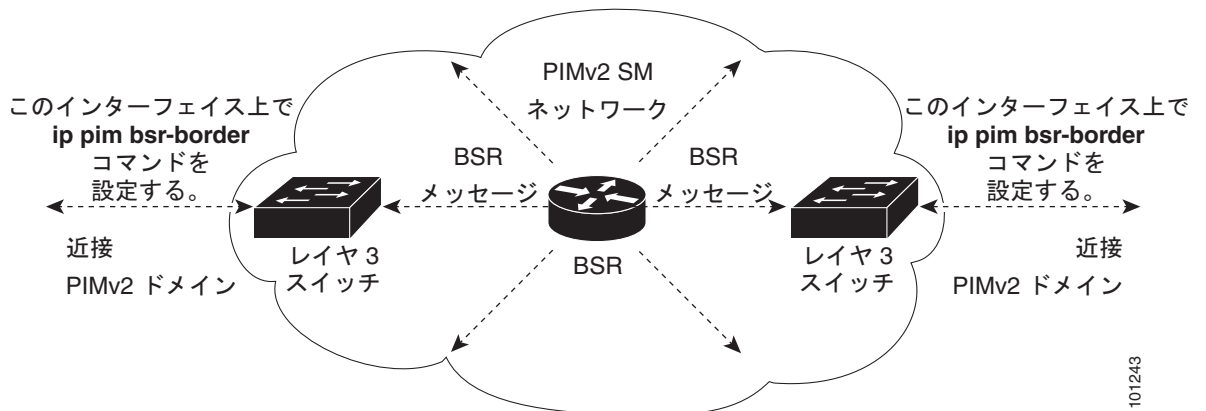 PIMv2 SM
ネットワーク
このインターフェイス上で
ip pim bsr-border
コマンドを
設定する。
BSR
メッセージ
BSR
メッセージ
このインターフェイス上で
ip pim bsr-border
コマンドを
設定する。
近接
PIMv2 ドメイン
レイヤ 3
スイッチ
BSR
レイヤ 3
スイッチ
近接
PIMv2 ドメイン
101243